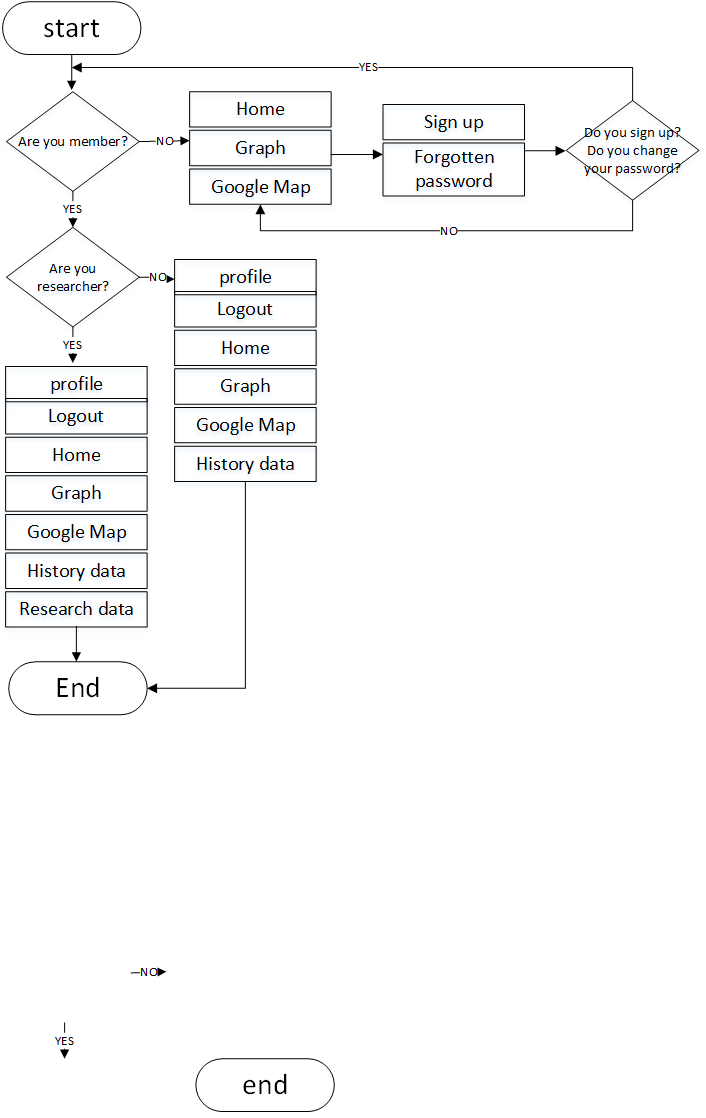 start
YES
Are you member?
NO
Home
Graph
Google Map
Sign up
Forgotten
password
Do you sign up?
Do you change
your password?
NO
YES
Are you
researcher?
NO
profile
Logout
Home
Graph
Google Map
History data
YES
profile
Logout
Home
Graph
Google Map
History data
Research data
End
NO
YES
end